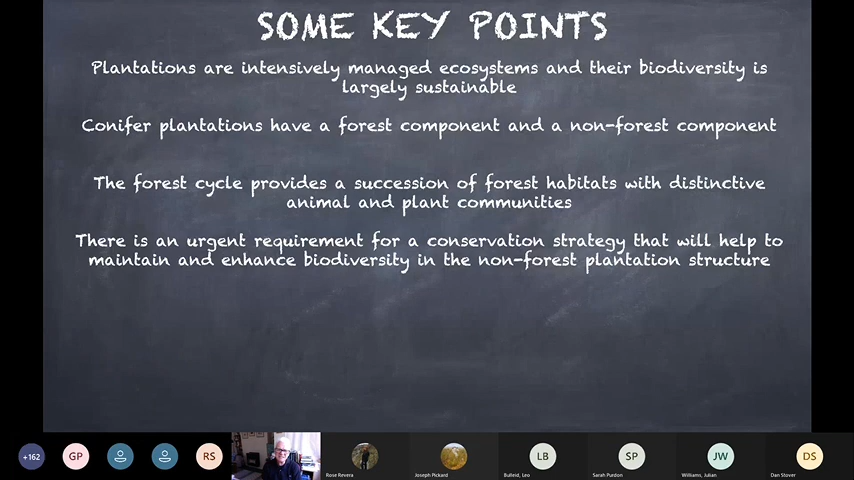 SOME KEY POINTS
Plantations are intensively managed ecosystems and their biodiversity is
largely sustainable
Conifer plantations have a forest component and a non-forest component
The forest cycle provides a succession of forest habitats with distinctive
animal and plant communities
There is an urgent requirement for a conservation strategy that will help to
maintain and enhance biodiversity in the non-forest plantation structure
+162
GP
RS
LB
SP
JW
DS
Rose Revera
Joseph Pickard
Bulleid, Leo
Sarah Purdon
Williams, Julian
Dan Stover